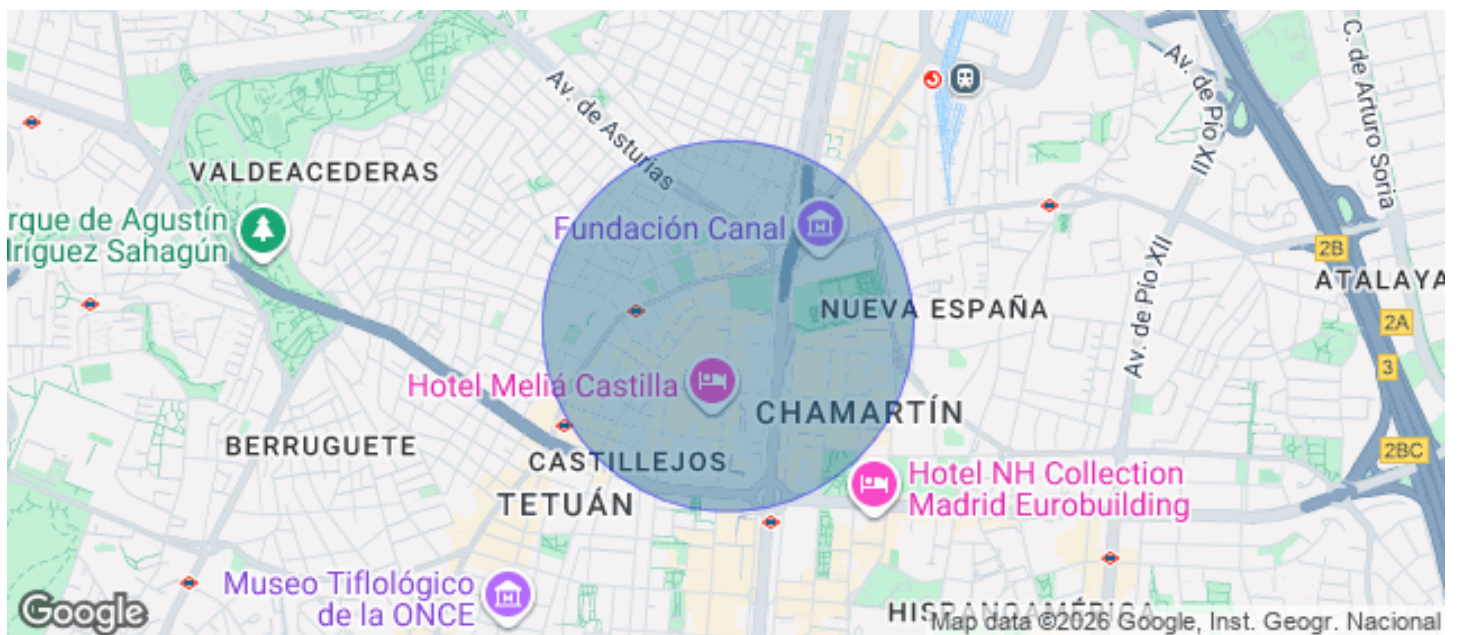 Av. de Asturias
Av. de Pío XII
C. de Arturo Soria
VALDEACEDERAS
rque de Agustín
dríguez Sahagún
Fundación Canal
2B
ATALAYA
NUEVA ESPAÑA
Av. de Pío XII
2A
3
Hotel Meliá Castilla
CHAMARTÍN
BERRUGUETE
CASTILLEJOS
2BC
TETUÁN
Hotel NH Collection
Madrid Eurobuilding
Museo Tiflológico
de la ONCE
HISPANOAMÉRICA
Google
Map data ©2026 Google, Inst. Geogr. Nacional